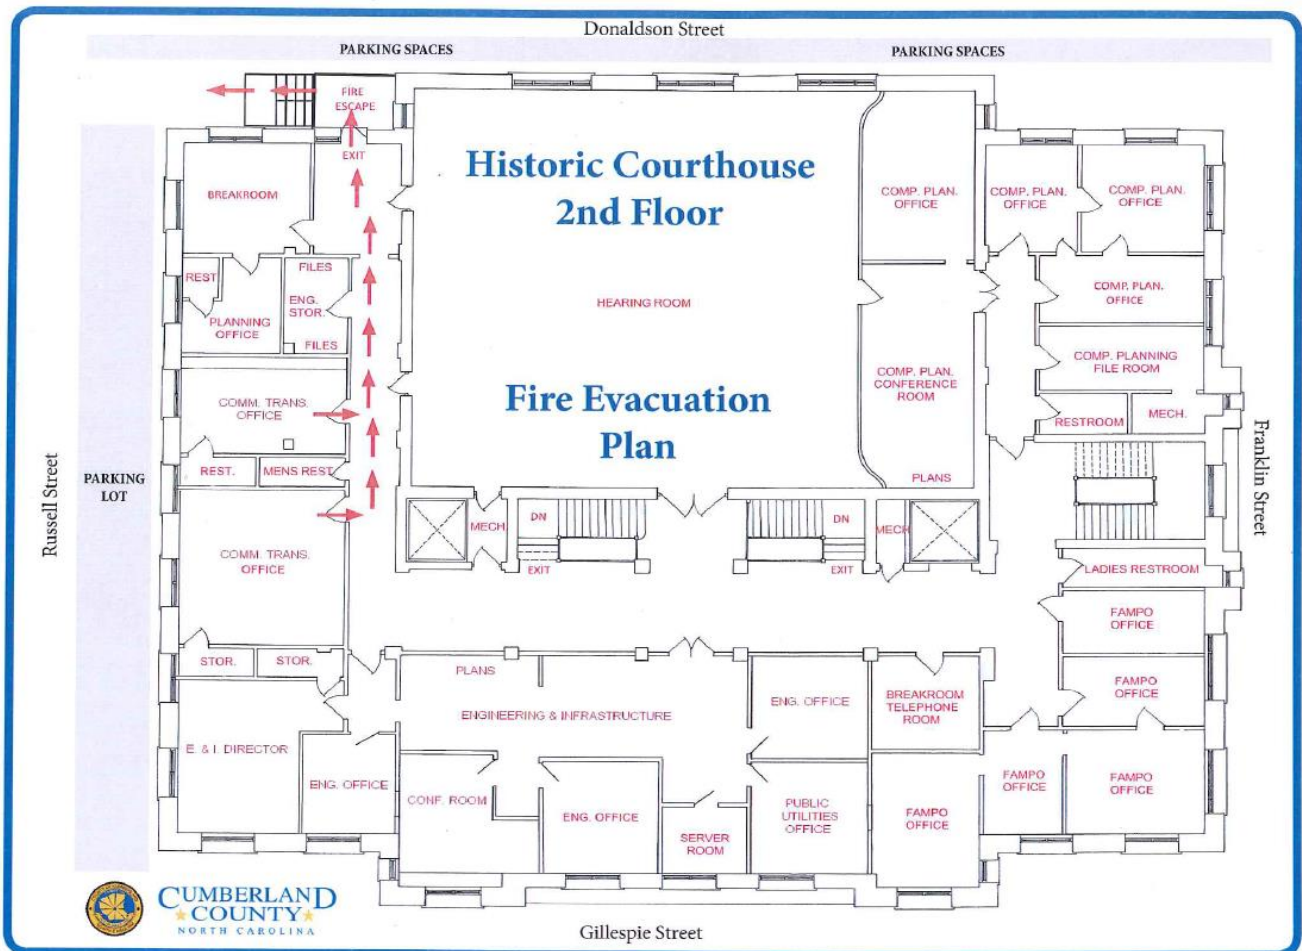 Donaldson Street
PARKING SPACES
PARKING SPACES
FIRE
ESCAPE
EXIT
Historic Courthouse
2nd Floor
BREAKROOM
COMP. PLAN.
OFFICE
COMP. PLAN.
OFFICE
COMP. PLAN.
OFFICE
REST
FILES
ENG.
STOR.
FILES
PLANNING
OFFICE
HEARING ROOM
COMP. PLAN.
OFFICE
COMP. PLANNING
FILE ROOM
COMP. PLAN.
CONFERENCE
ROOM
Fire Evacuation
Plan
COMM. TRANS.
OFFICE
RESTROOM
MECH.
REST.
MENS REST.
PLANS
Russell Street
PARKING
LOT
Franklin Street
MECH.
DN
EXIT
DN
EXIT
MECH
COMM. TRANS.
OFFICE
LADIES RESTROOM
FAMPO
OFFICE
STOR.
STOR.
PLANS
ENGINEERING & INFRASTRUCTURE
ENG. OFFICE
BREAKROOM
TELEPHONE
ROOM
FAMPO
OFFICE
E. & I. DIRECTOR
ENG. OFFICE
CONF. ROOM
ENG. OFFICE
SERVER
ROOM
PUBLIC
UTILITIES
OFFICE
FAMPO
OFFICE
FAMPO
OFFICE
FAMPO
OFFICE
CUMBERLAND
COUNTY
NORTH CAROLINA
Gillespie Street